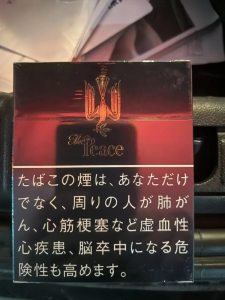 The
Peace
たばこの煙は、あなただけ
でなく、周りの人が肺が
ん、心筋梗塞など虚血性
心疾患、脳卒中になる危
険性も高めます。